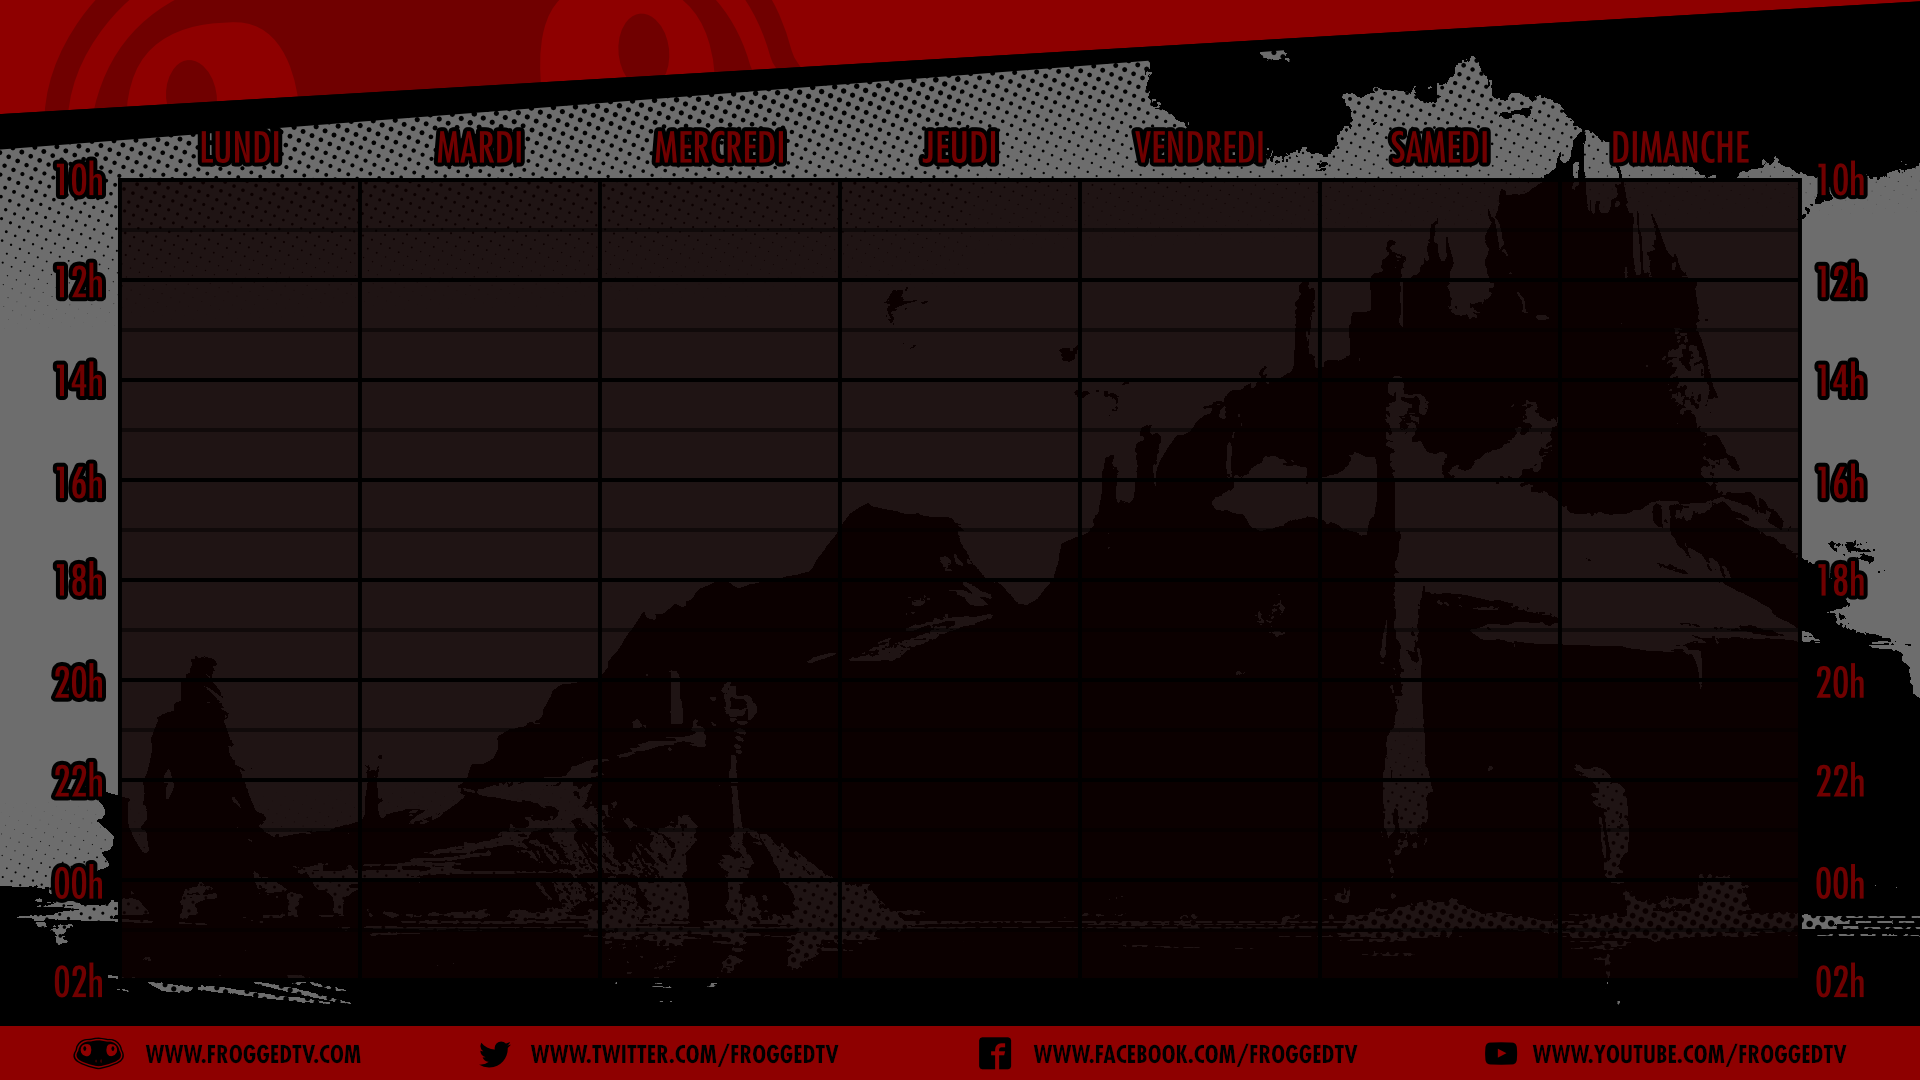 LUNDI MARDI MERCREDI JEUDI VENDREDI SAMEDI DIMANCHE
10h 10h
12h 12h
14h 14h
16h 16h
18h 18h
20h 20h
22h 22h
00h 00h
02h 02h
WWW.FROGGEDTV.COM WWW.TWITTER.COM/FROGGEDTV WWW.FACEBOOK.COM/FROGGEDTV WWW.YOUTUBE.COM/FROGGEDTV